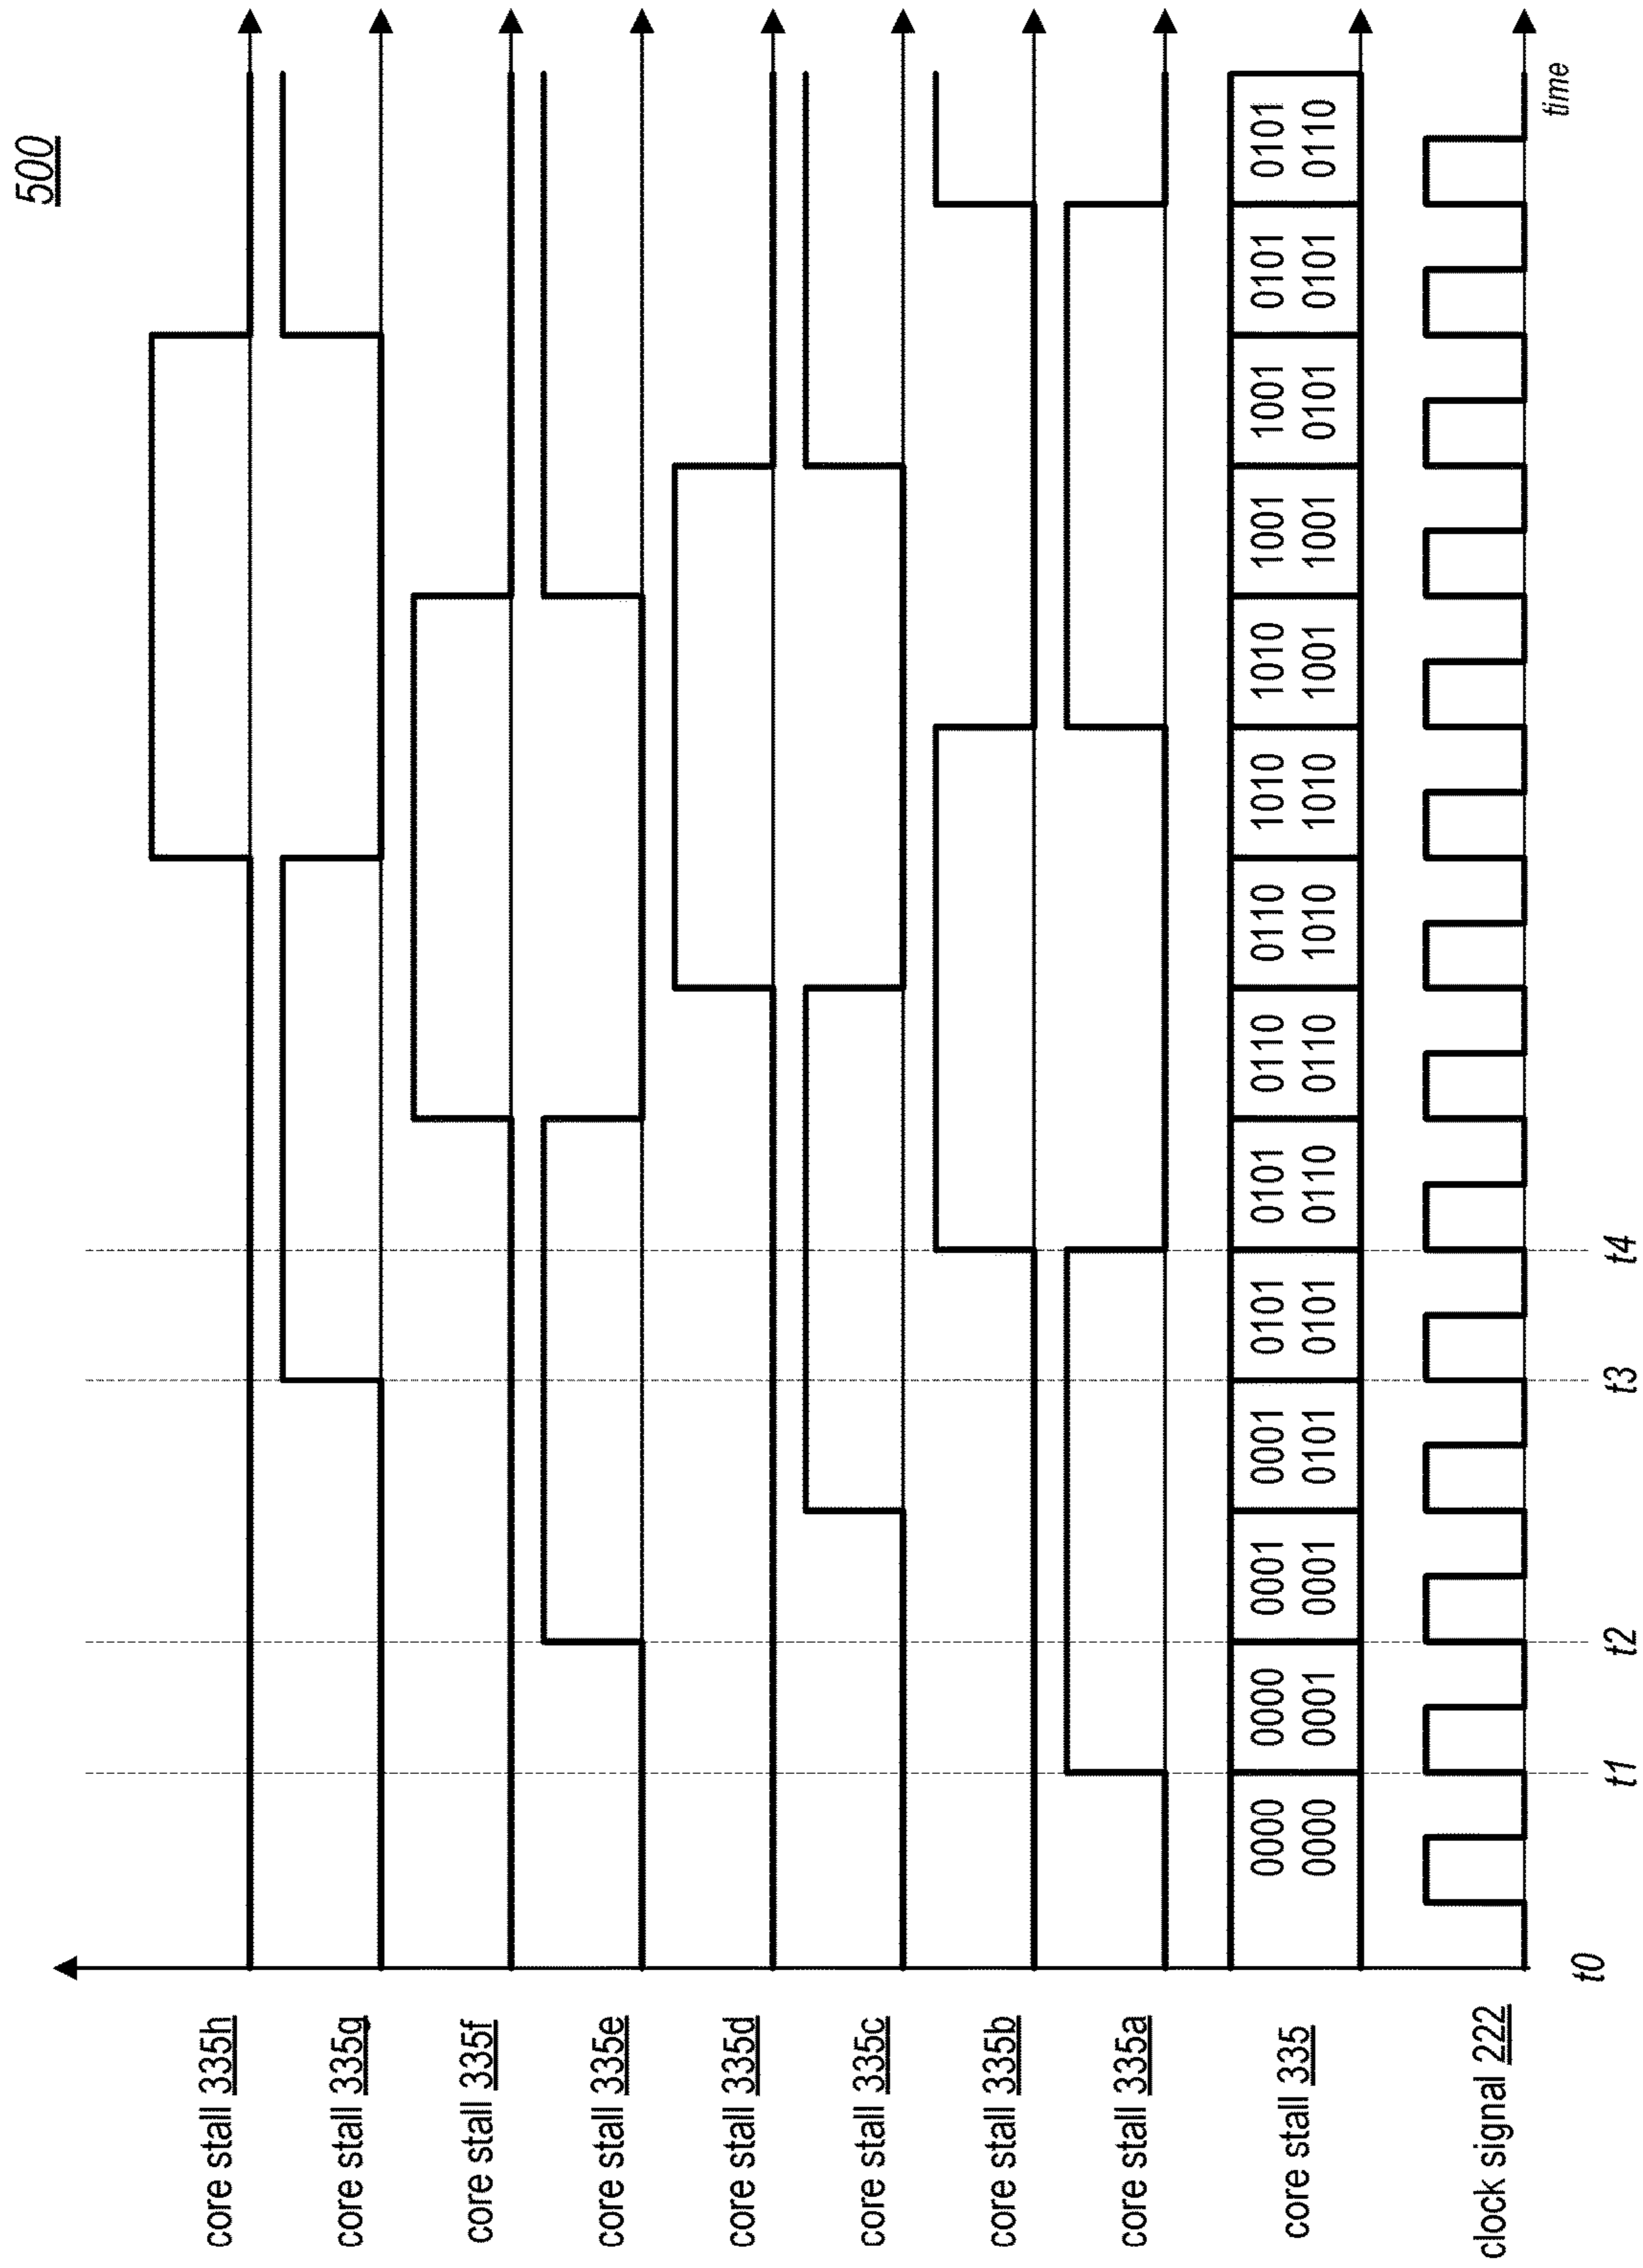 500
core stall 335h
core stall 335g
core stall 335f
core stall 335e
core stall 335d
core stall 335c
core stall 335b
core stall 335a
core stall 335
0000 0000 0001 0001 0101 0101 0110 0110 1010 1010 1001 1001 0101 0101
0000 0001 0001 0101 0101 0110 0110 1010 1010 1001 1001 0101 0101 0110
clock signal 222
time
t0 t1 t2 t3 t4